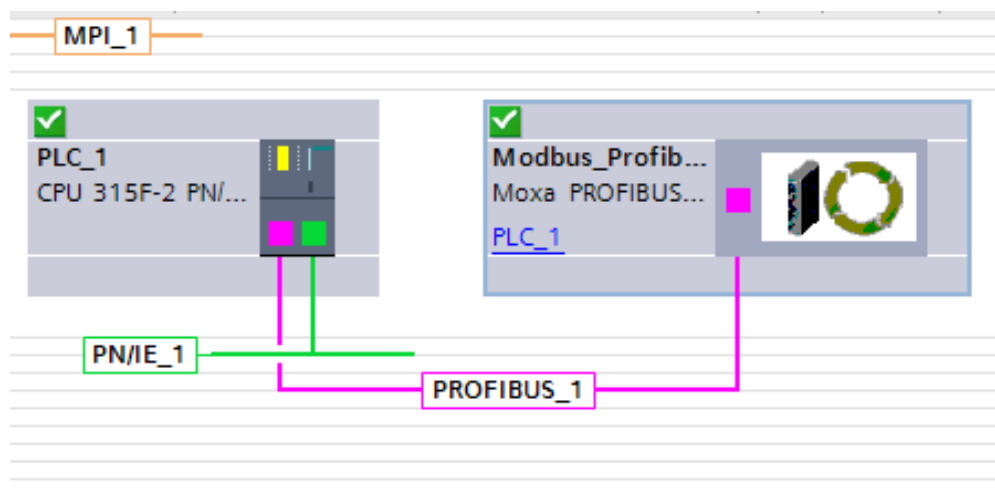 MPI_1
PLC_1
CPU 315F-2 PN/...
Modbus_Profib...
Moxa PROFIBUS...
PLC_1
PN/IE_1
PROFIBUS_1